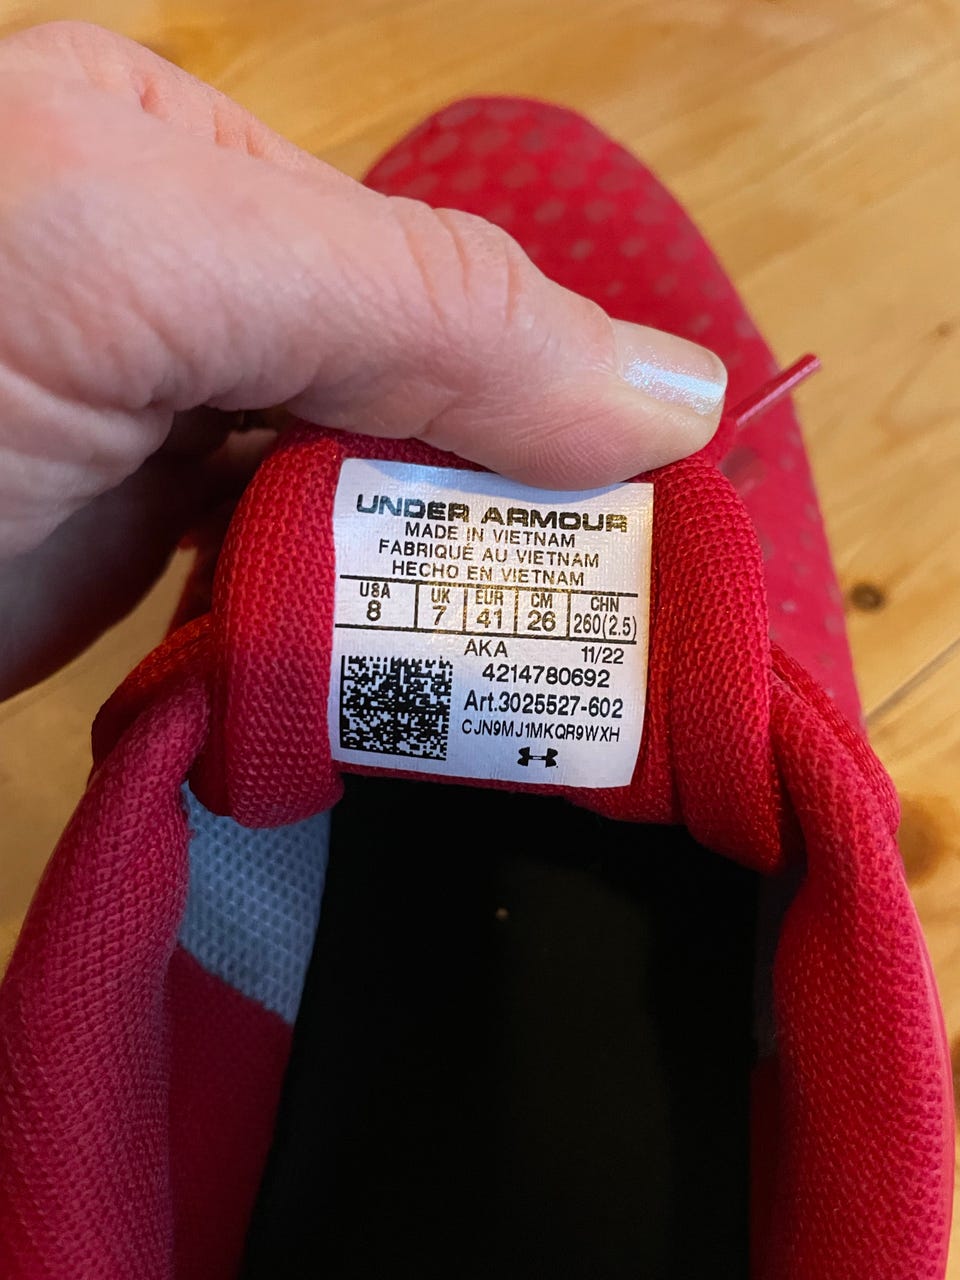 UNDER ARMOUR
MADE IN VIETNAM
FABRIQUÉ AU VIETNAM
HECHO EN VIETNAM
USA UK EUR CM CHN
8 7 41 26 260(2.5)
AKA 11/22
4214780692
Art.3025527-602
CJN9MJ1MKQR9WXH